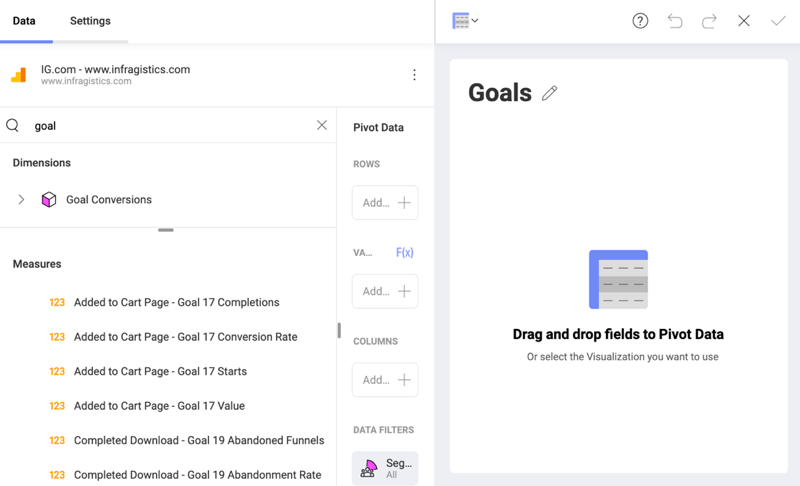 Data
Settings
IG.com - www.infragistics.com
www.infragistics.com
goal
Dimensions
Goal Conversions
Measures
123 Added to Cart Page - Goal 17 Completions
123 Added to Cart Page - Goal 17 Conversion Rate
123 Added to Cart Page - Goal 17 Starts
123 Added to Cart Page - Goal 17 Value
123 Completed Download - Goal 19 Abandoned Funnels
123 Completed Download - Goal 19 Abandonment Rate
Pivot Data
ROWS
Add...
VA... F(x)
Add...
COLUMNS
Add...
DATA FILTERS
Seg...
All
?
Goals
Drag and drop fields to Pivot Data
Or select the Visualization you want to use